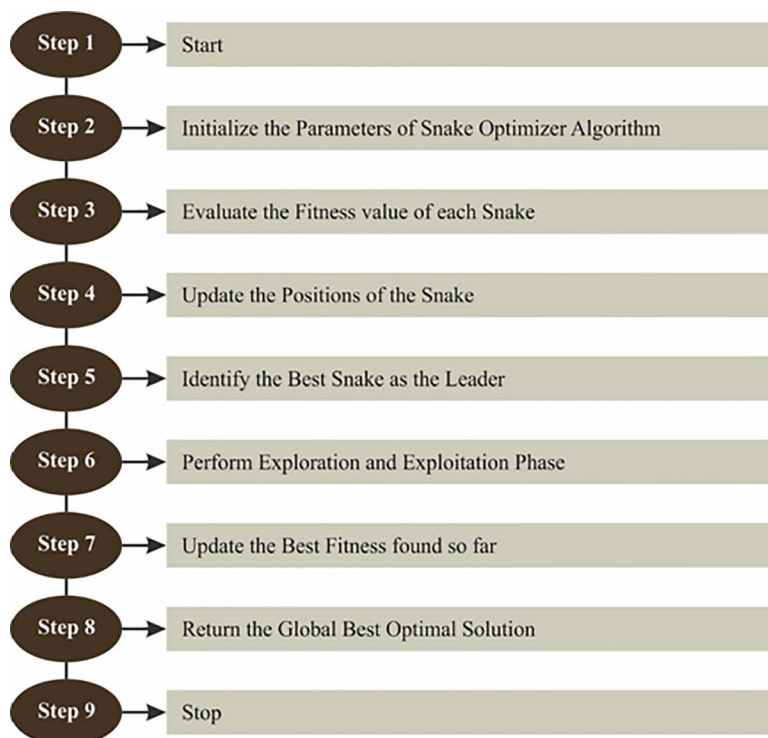 Step 1 Start
Step 2 Initialize the Parameters of Snake Optimizer Algorithm
Step 3 Evaluate the Fitness value of each Snake
Step 4 Update the Positions of the Snake
Step 5 Identify the Best Snake as the Leader
Step 6 Perform Exploration and Exploitation Phase
Step 7 Update the Best Fitness found so far
Step 8 Return the Global Best Optimal Solution
Step 9 Stop